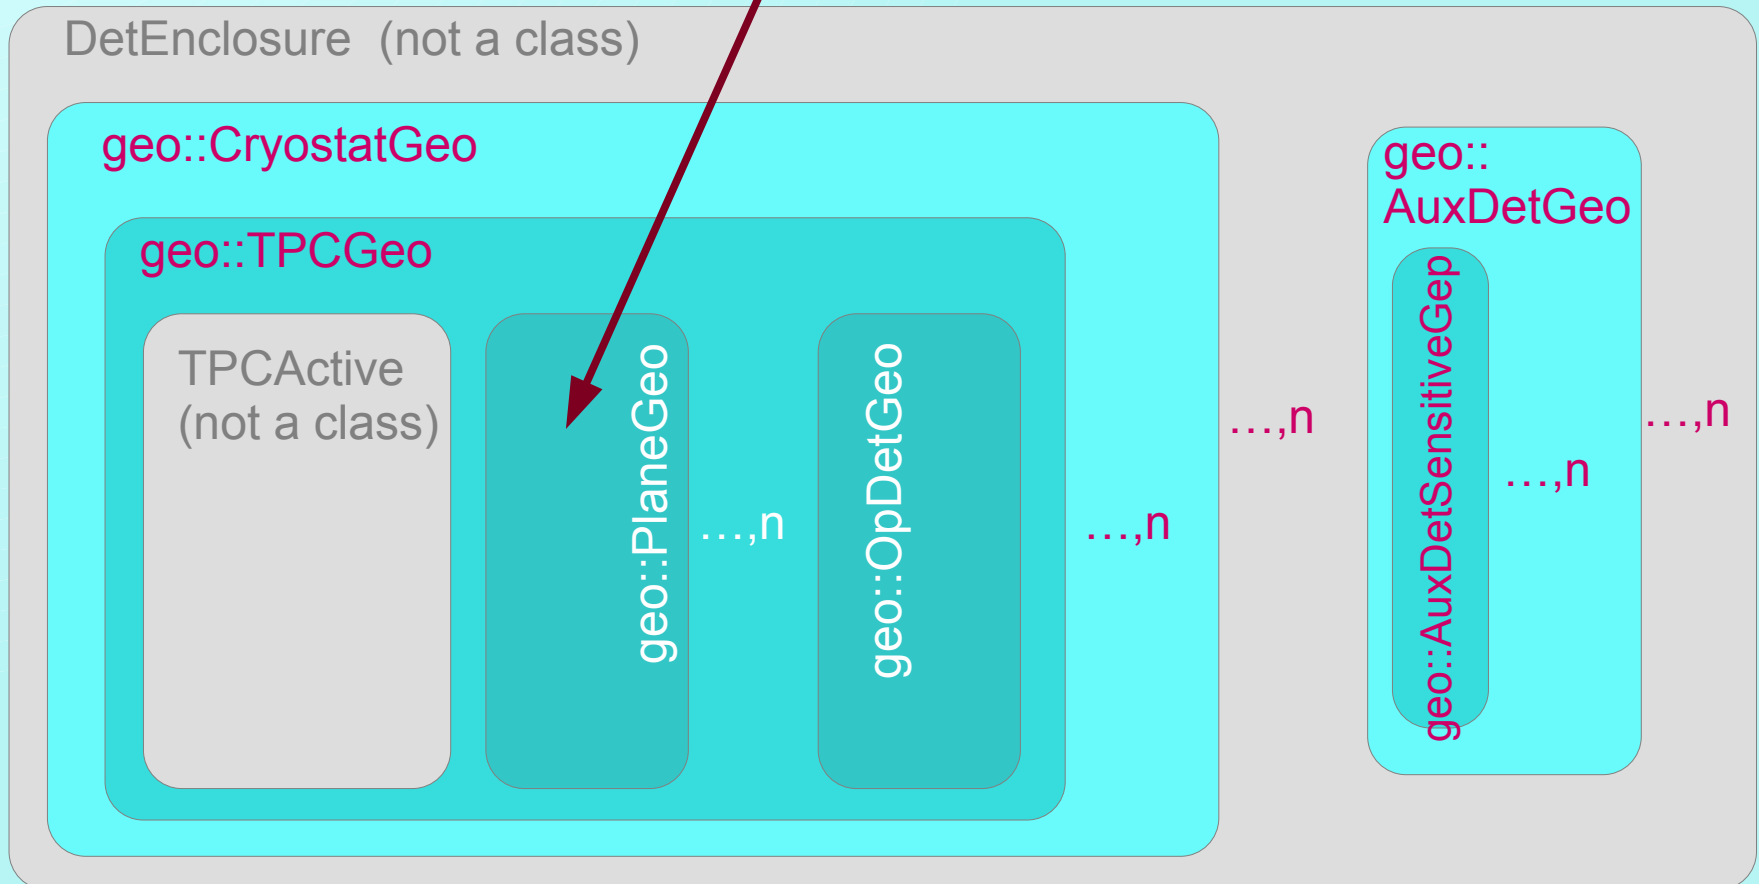 DetEnclosure (not a class)
geo::CryostatGeo
geo::TPCGeo
TPCActive
(not a class)
geo::PlaneGeo
…,n
geo::OpDetGeo
…,n
…,n
geo::
AuxDetGeo
geo::AuxDetSensitiveGep
…,n
…,n